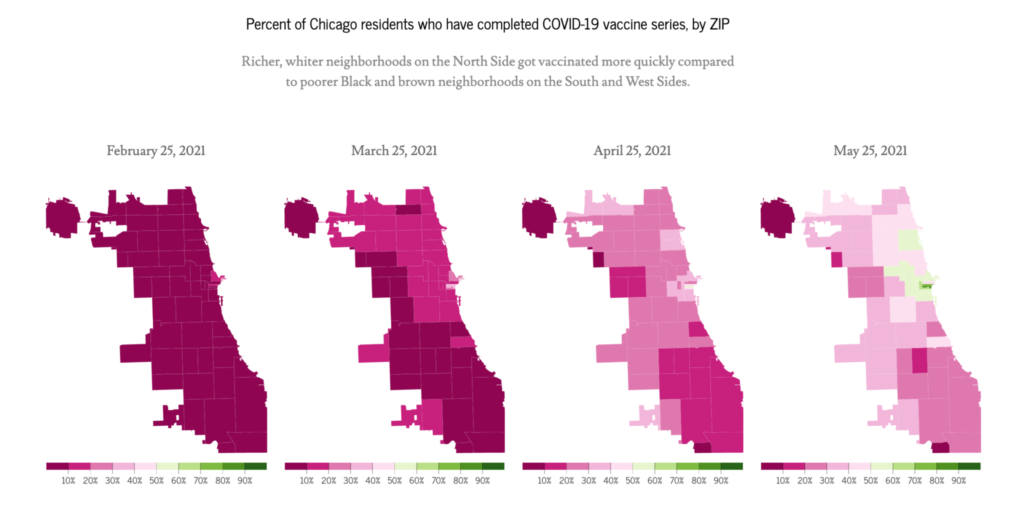 Percent of Chicago residents who have completed COVID-19 vaccine series, by ZIP
Richer, whiter neighborhoods on the North Side got vaccinated more quickly compared
to poorer Black and brown neighborhoods on the South and West Sides.
February 25, 2021
March 25, 2021
April 25, 2021
May 25, 2021
10% 20% 30% 40% 50% 60% 70% 80% 90%
10% 20% 30% 40% 50% 60% 70% 80% 90%
10% 20% 30% 40% 50% 60% 70% 80% 90%
10% 20% 30% 40% 50% 60% 70% 80% 90%